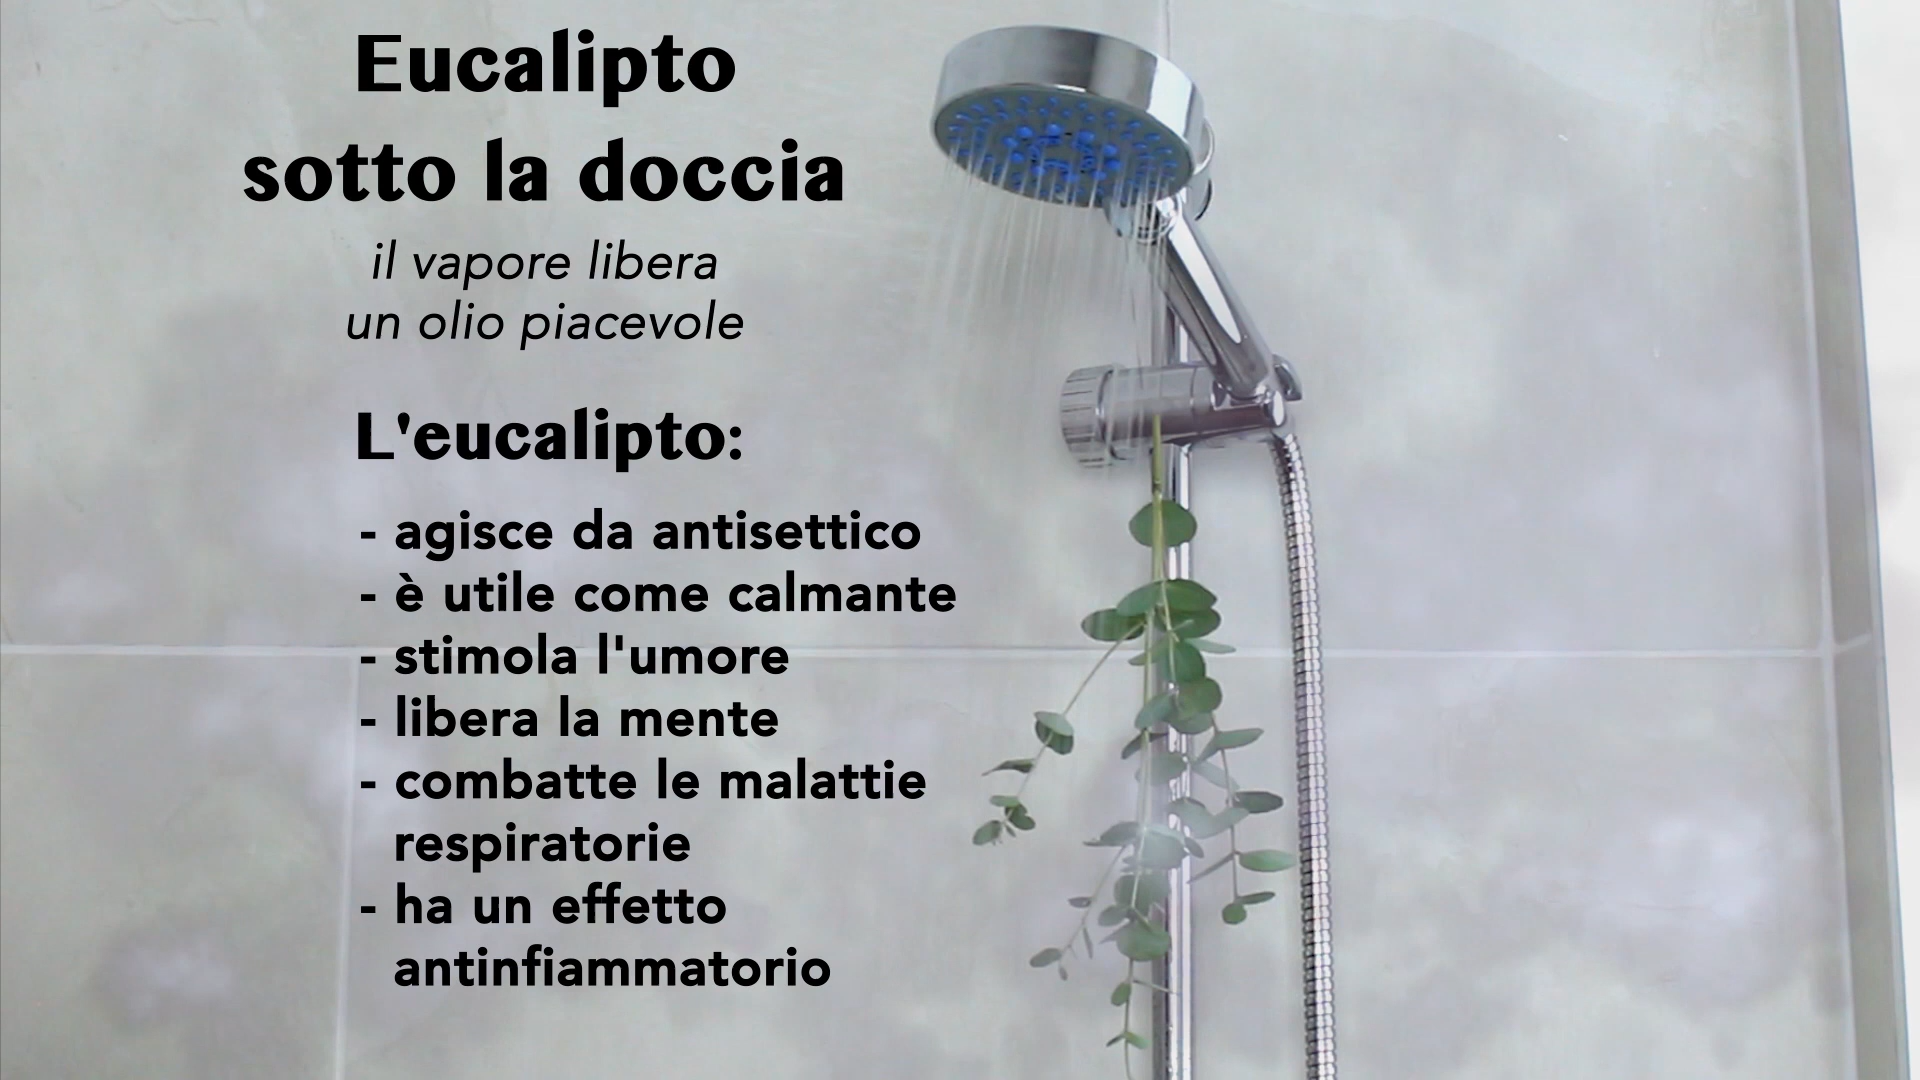 Eucalipto
sotto la doccia
il vapore libera
un olio piacevole
L'eucalipto:
- agisce da antisettico
- è utile come calmante
- stimola l'umore
- libera la mente
- combatte le malattie
respiratorie
- ha un effetto
antinfiammatorio